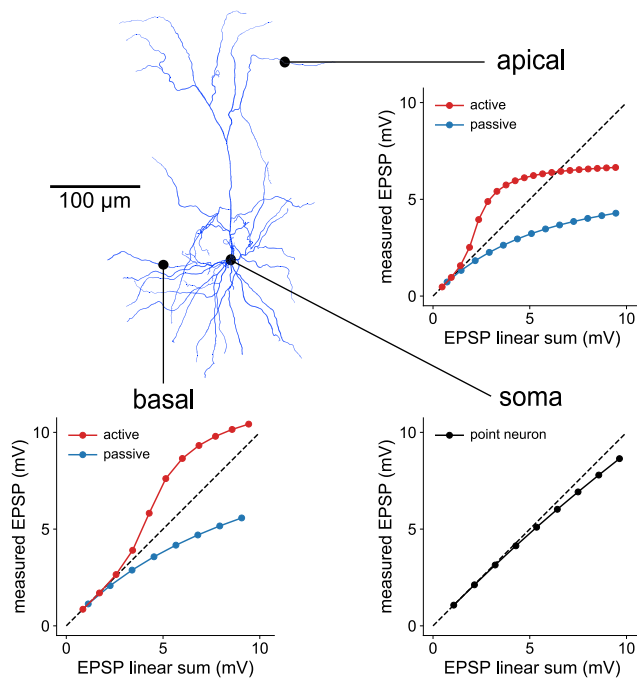 apical
10
5
0
active
passive
measured EPSP (mV)
0
5
10
EPSP linear sum (mV)
100 μm
basal
10
5
0
active
passive
measured EPSP (mV)
0
5
10
EPSP linear sum (mV)
soma
10
5
0
point neuron
measured EPSP (mV)
0
5
10
EPSP linear sum (mV)